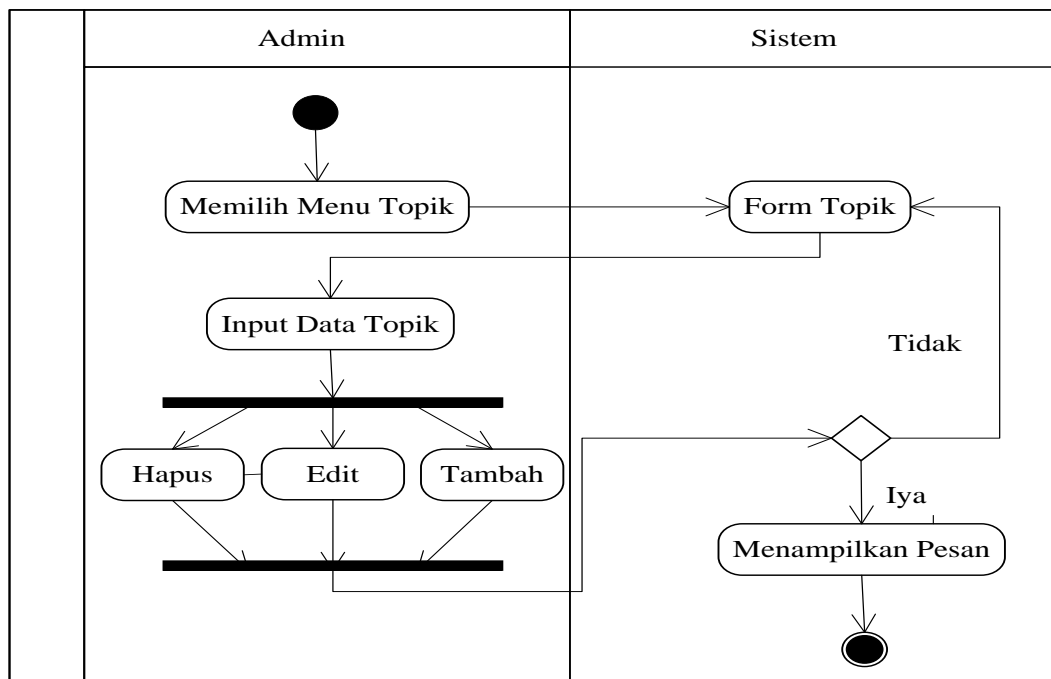 Admin
Sistem
Memilih Menu Topik
Form Topik
Input Data Topik
Tidak
Hapus
Edit
Tambah
Iya
Menampilkan Pesan